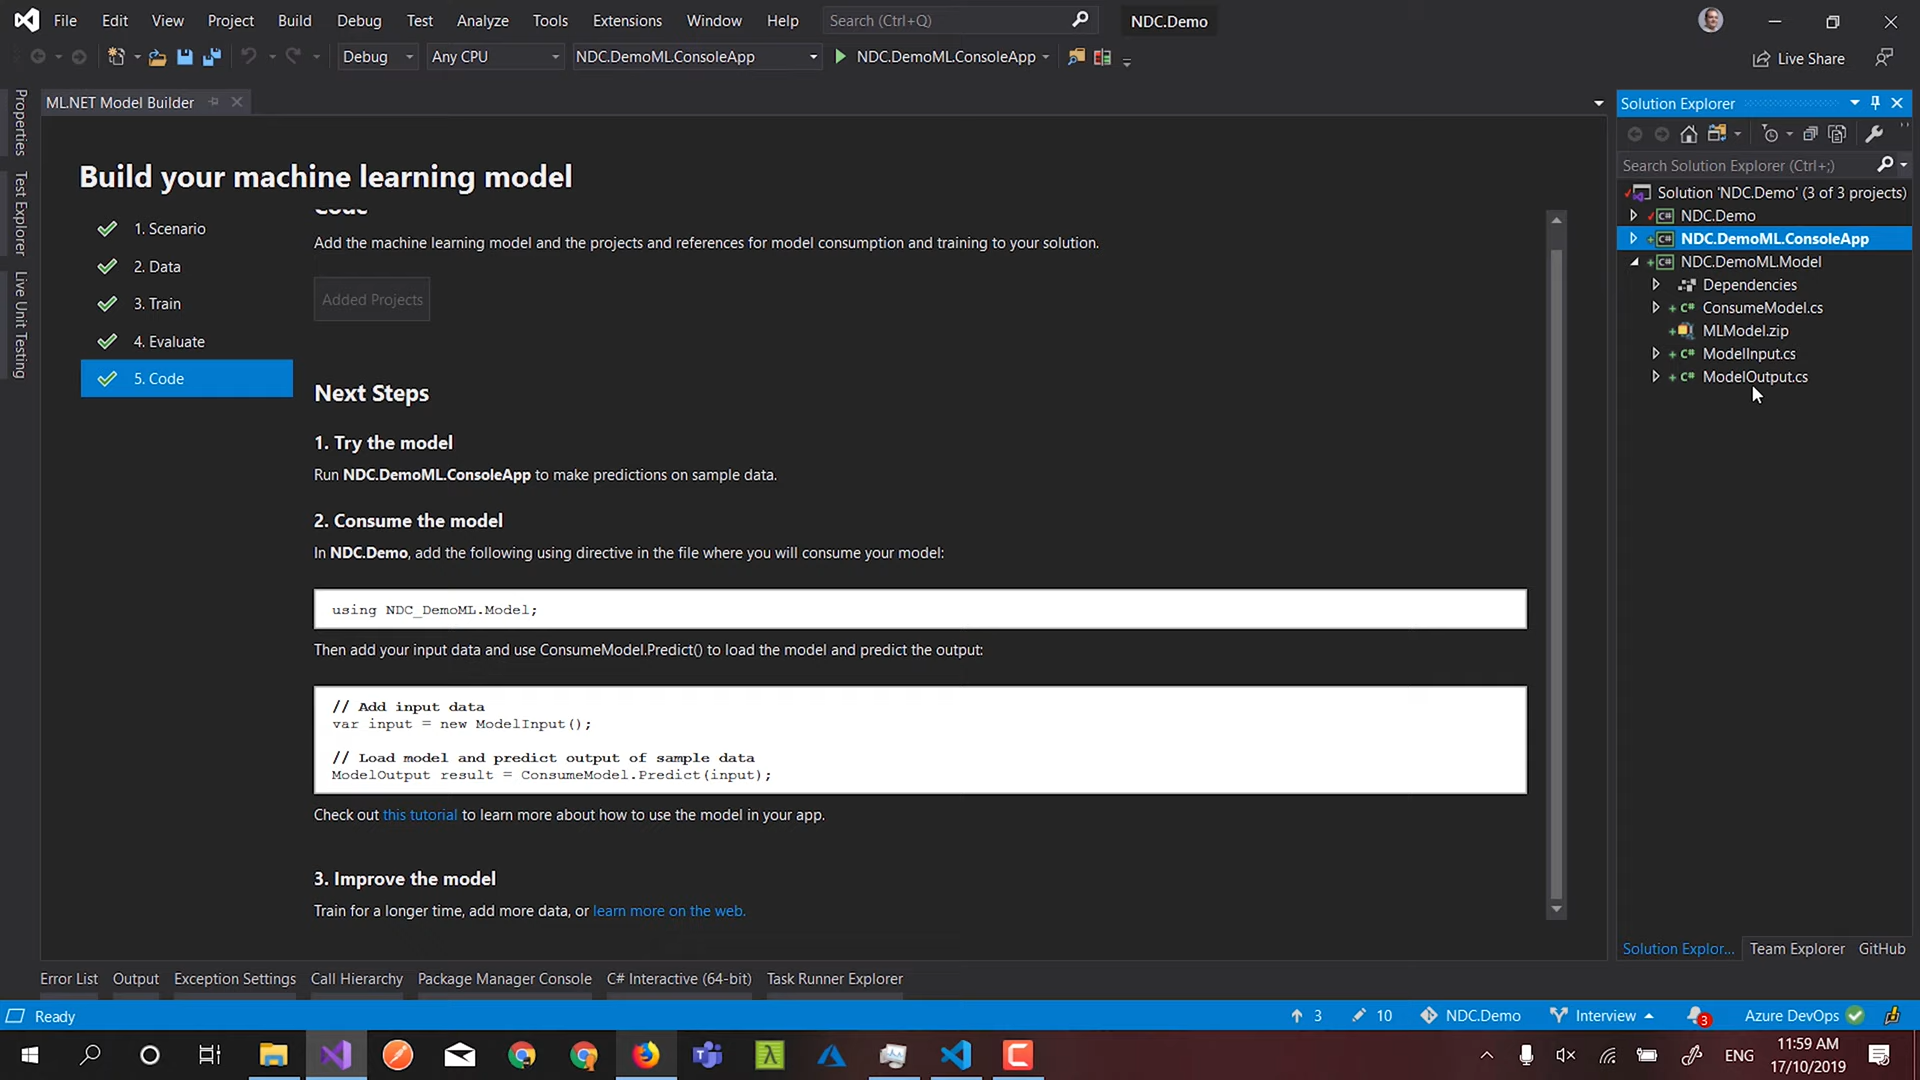 File Edit View Project Build Debug Test Analyze Tools Extensions Window Help Search (Ctrl+Q) NDC.Demo
Debug Any CPU NDC.DemoML.ConsoleApp NDC.DemoML.ConsoleApp Live Share
Properties
Test Explorer
Live Unit Testing
ML.NET Model Builder
Build your machine learning model
1. Scenario
2. Data
3. Train
4. Evaluate
5. Code
Code
Add the machine learning model and the projects and references for model consumption and training to your solution.
Added Projects
Next Steps
1. Try the model
Run NDC.DemoML.ConsoleApp to make predictions on sample data.
2. Consume the model
In NDC.Demo, add the following using directive in the file where you will consume your model:
using NDC_DemoML.Model;
Then add your input data and use ConsumeModel.Predict() to load the model and predict the output:
// Add input data
var input = new ModelInput();
// Load model and predict output of sample data
ModelOutput result = ConsumeModel.Predict(input);
Check out this tutorial to learn more about how to use the model in your app.
3. Improve the model
Train for a longer time, add more data, or learn more on the web.
Solution Explorer
Search Solution Explorer (Ctrl+;)
Solution 'NDC.Demo' (3 of 3 projects)
NDC.Demo
NDC.DemoML.ConsoleApp
NDC.DemoML.Model
Dependencies
ConsumeModel.cs
MLModel.zip
ModelInput.cs
ModelOutput.cs
Solution Explor... Team Explorer GitHub
Error List Output Exception Settings Call Hierarchy Package Manager Console C# Interactive (64-bit) Task Runner Explorer
Ready 3 10 NDC.Demo Interview 3 Azure DevOps
ENG 11:59 AM
17/10/2019